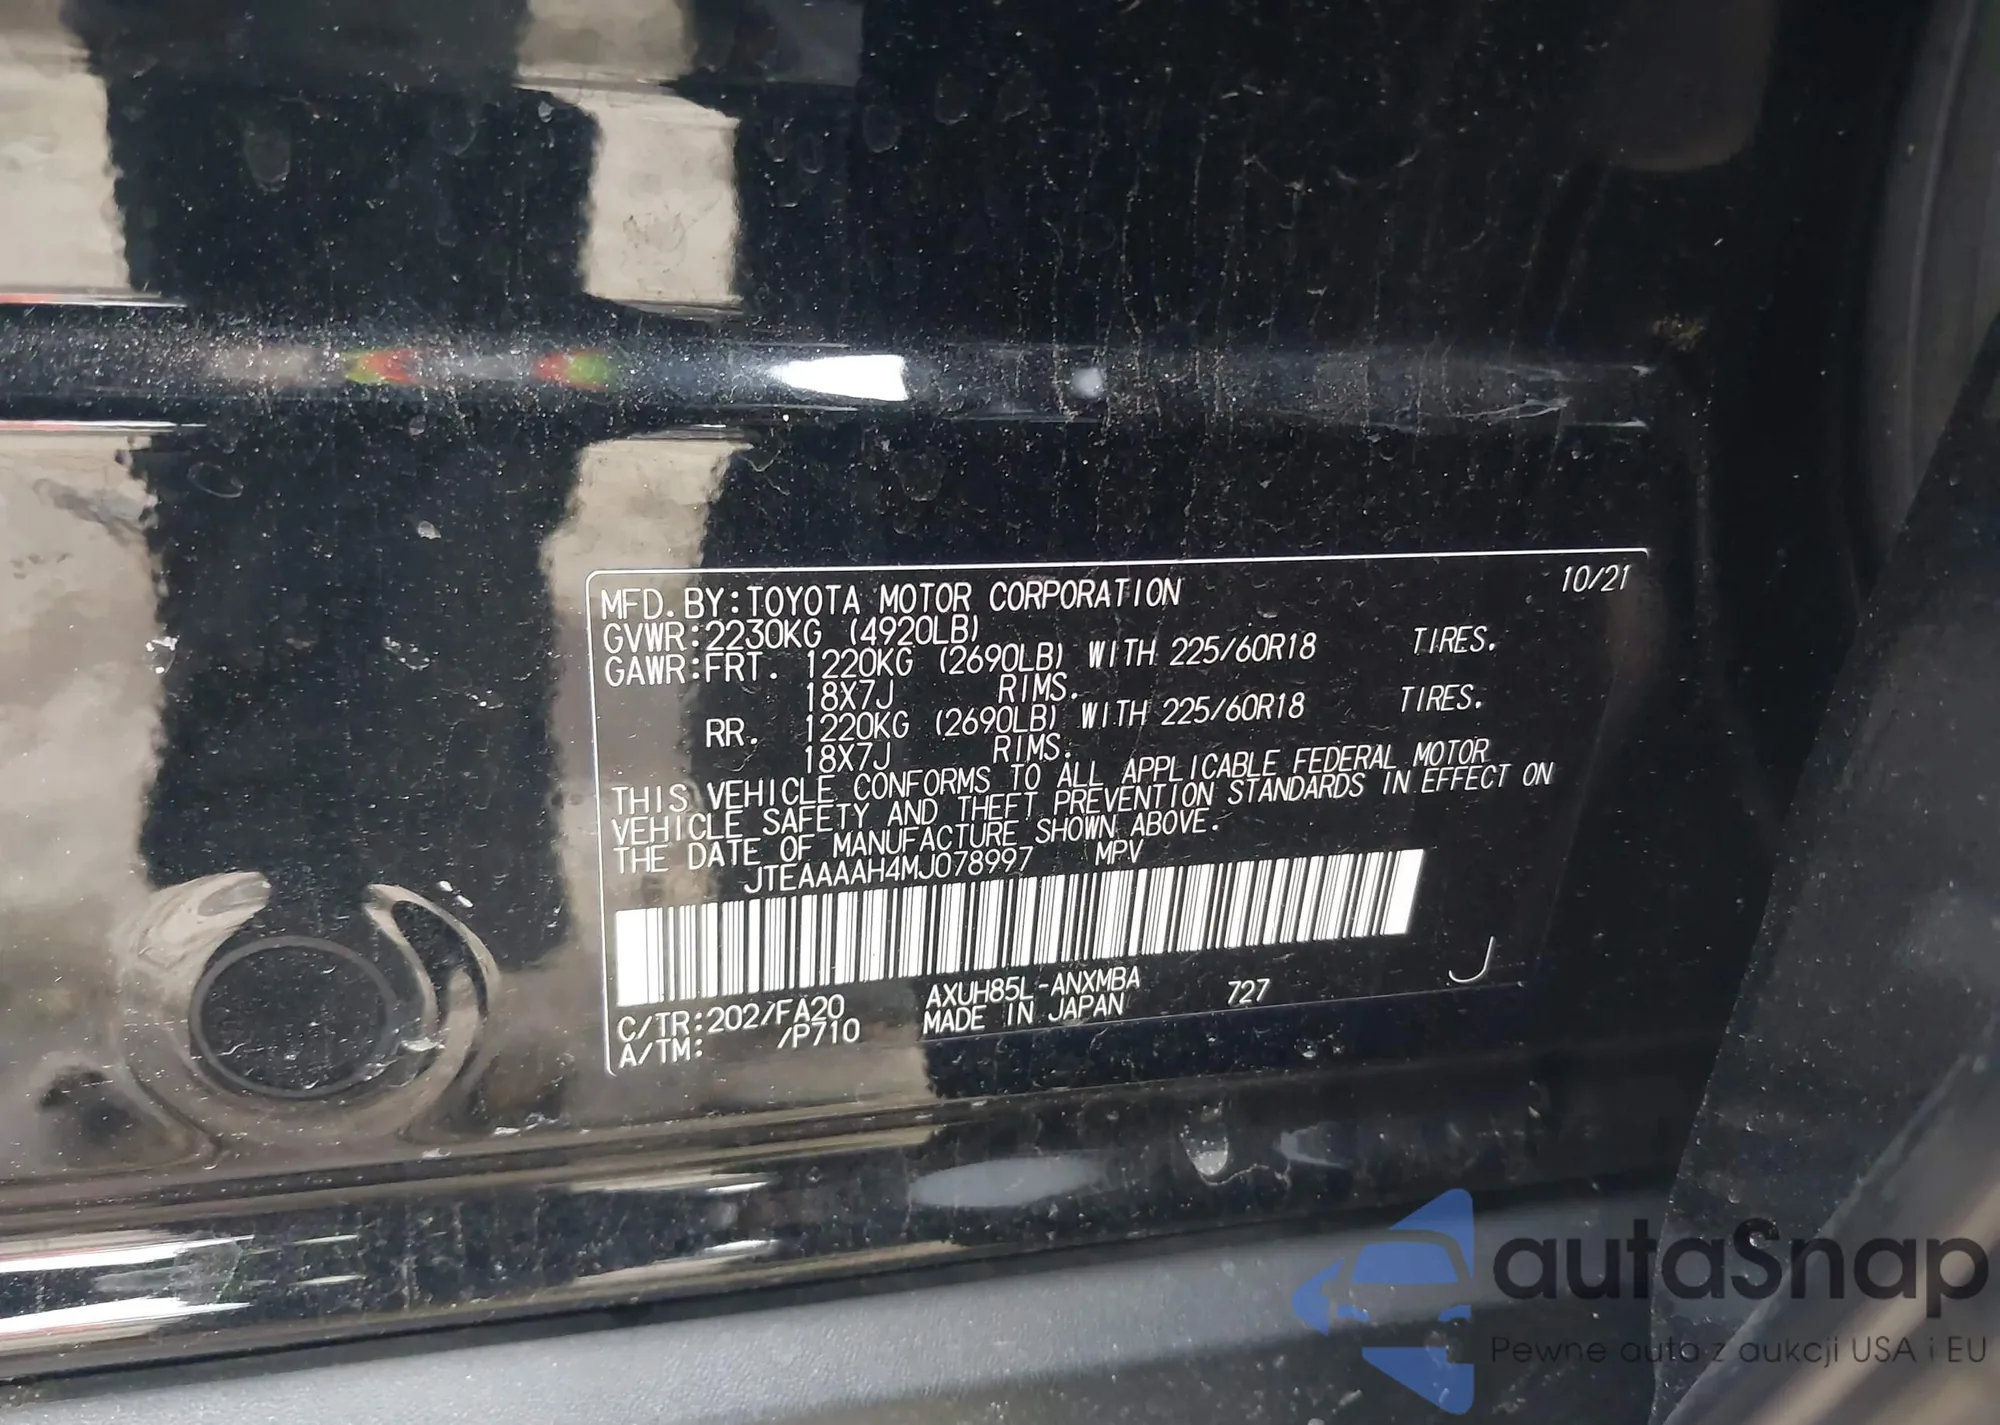 MFD. BY:TOYOTA MOTOR CORPORATION 10/21
GVWR:2230KG (4920LB)
GAWR:FRT. 1220KG (2690LB) WITH 225/60R18 TIRES.
18X7J RIMS.
RR. 1220KG (2690LB) WITH 225/60R18 TIRES.
18X7J RIMS.
THIS VEHICLE CONFORMS TO ALL APPLICABLE FEDERAL MOTOR
VEHICLE SAFETY AND THEFT PREVENTION STANDARDS IN EFFECT ON
THE DATE OF MANUFACTURE SHOWN ABOVE.
JTEAAAAH4MJ078997 MPV
C/TR:202/FA20 AXUH85L-ANXMBA 727 J
A/TM: /P710 MADE IN JAPAN
autaSnap
Pewne auta z aukcji USA i EU